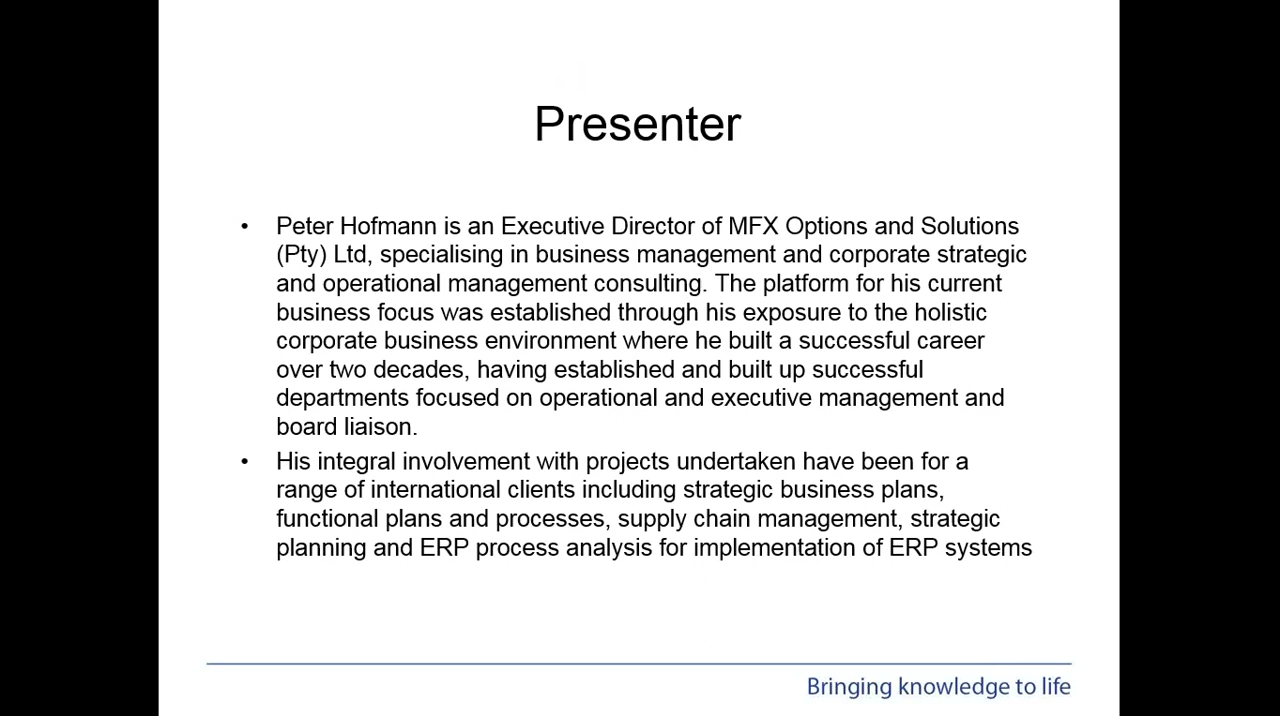 Presenter
• Peter Hofmann is an Executive Director of MFX Options and Solutions
(Pty) Ltd, specialising in business management and corporate strategic
and operational management consulting. The platform for his current
business focus was established through his exposure to the holistic
corporate business environment where he built a successful career
over two decades, having established and built up successful
departments focused on operational and executive management and
board liaison.
• His integral involvement with projects undertaken have been for a
range of international clients including strategic business plans,
functional plans and processes, supply chain management, strategic
planning and ERP process analysis for implementation of ERP systems
Bringing knowledge to life